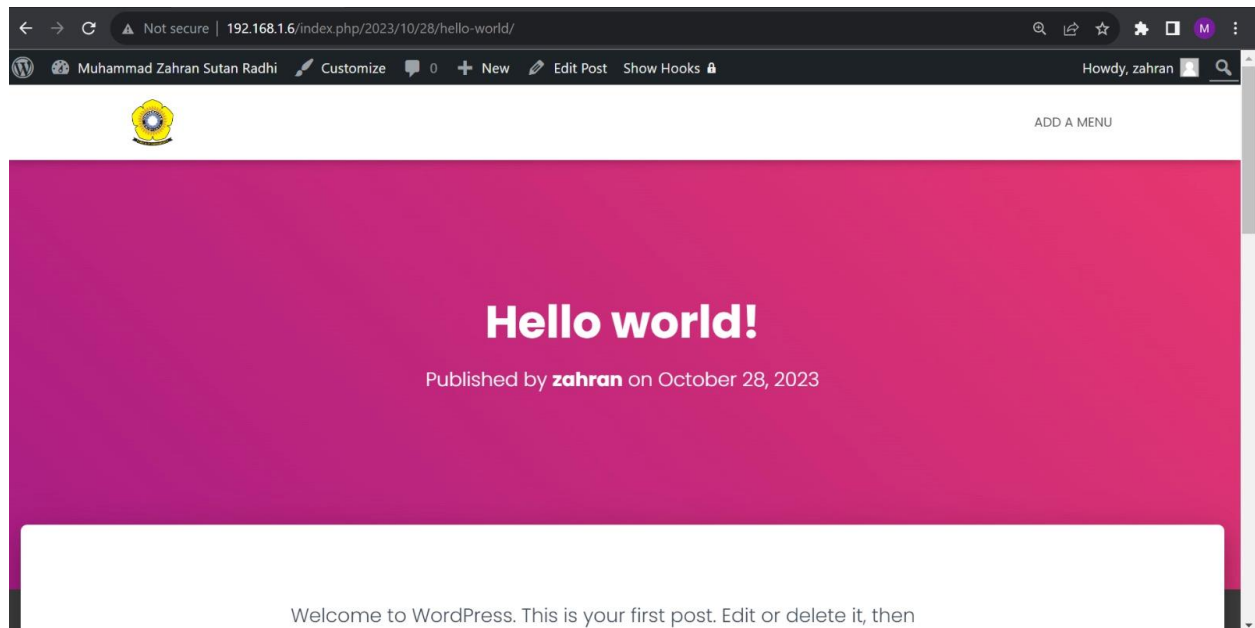 Not secure | 192.168.1.6/index.php/2023/10/28/hello-world/
M
Muhammad Zahran Sutan Radhi Customize 0 New Edit Post Show Hooks Howdy, zahran
ADD A MENU
Hello world!
Published by zahran on October 28, 2023
Welcome to WordPress. This is your first post. Edit or delete it, then